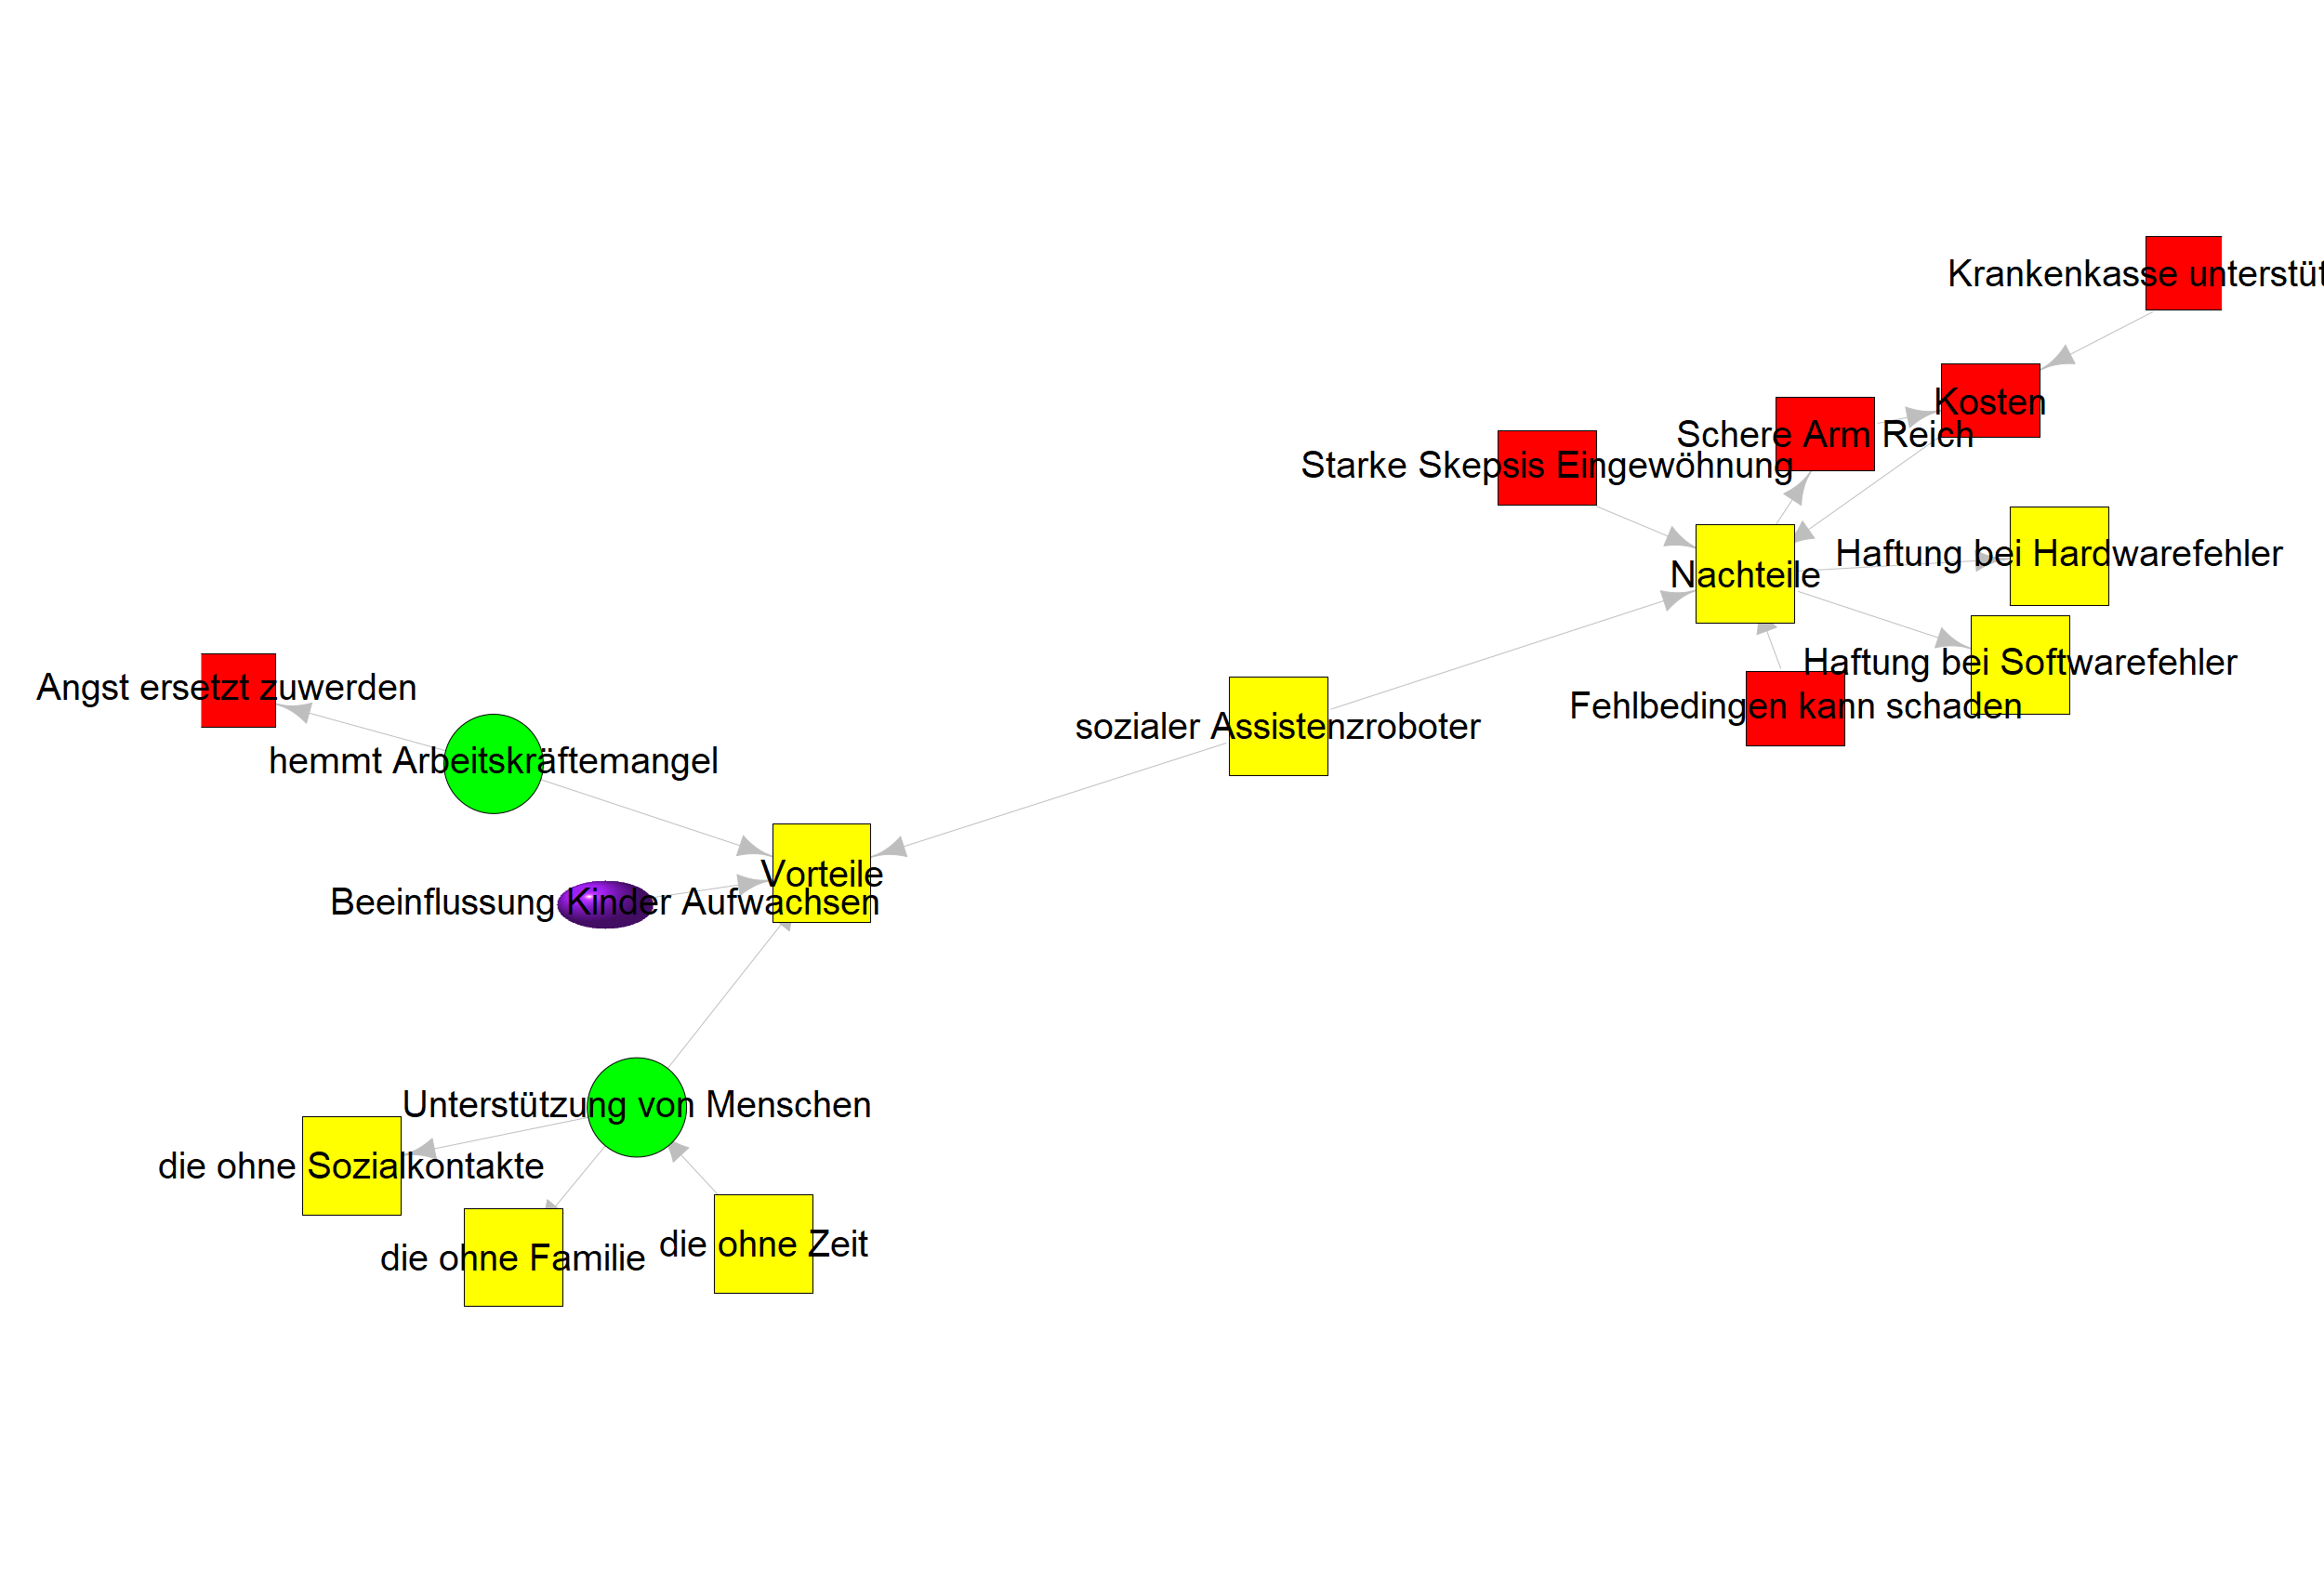 Krankenkasse unterstüt
Kosten
Schere Arm Reich
Starke Skepsis Eingewöhnung
Haftung bei Hardwarefehler
Nachteile
Haftung bei Softwarefehler
Angst ersetzt zuwerden
Fehlbedingen kann schaden
sozialer Assistenzroboter
hemmt Arbeitskräftemangel
Vorteile
Beeinflussung Kinder Aufwachsen
Unterstützung von Menschen
die ohne Sozialkontakte
die ohne Zeit
die ohne Familie